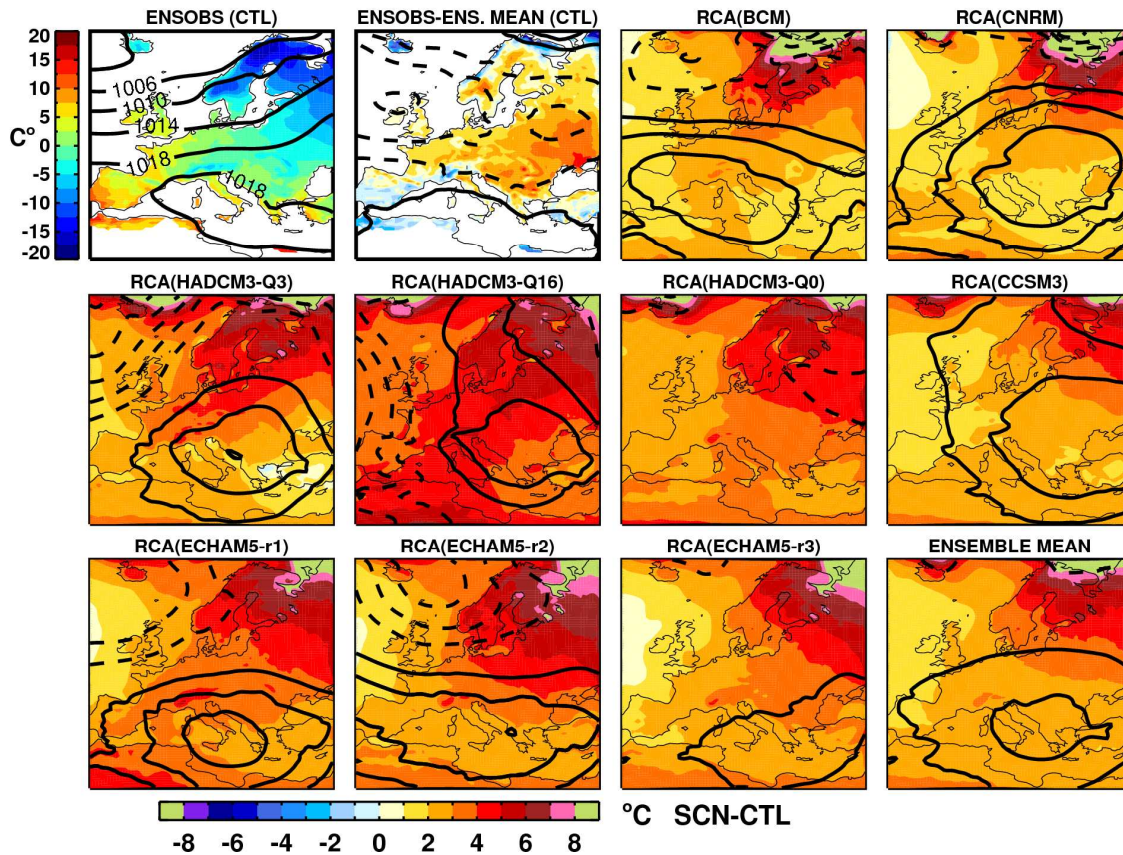 ENSOBS (CTL)
ENSOBS-ENS. MEAN (CTL)
RCA(BCM)
RCA(CNRM)
20
15
10
5
0
-5
-10
-15
-20
C°
1006
1010
1014
1018
1018
RCA(HADCM3-Q3)
RCA(HADCM3-Q16)
RCA(HADCM3-Q0)
RCA(CCSM3)
RCA(ECHAM5-r1)
RCA(ECHAM5-r2)
RCA(ECHAM5-r3)
ENSEMBLE MEAN
-8 -6 -4 -2 0 2 4 6 8
°C SCN-CTL